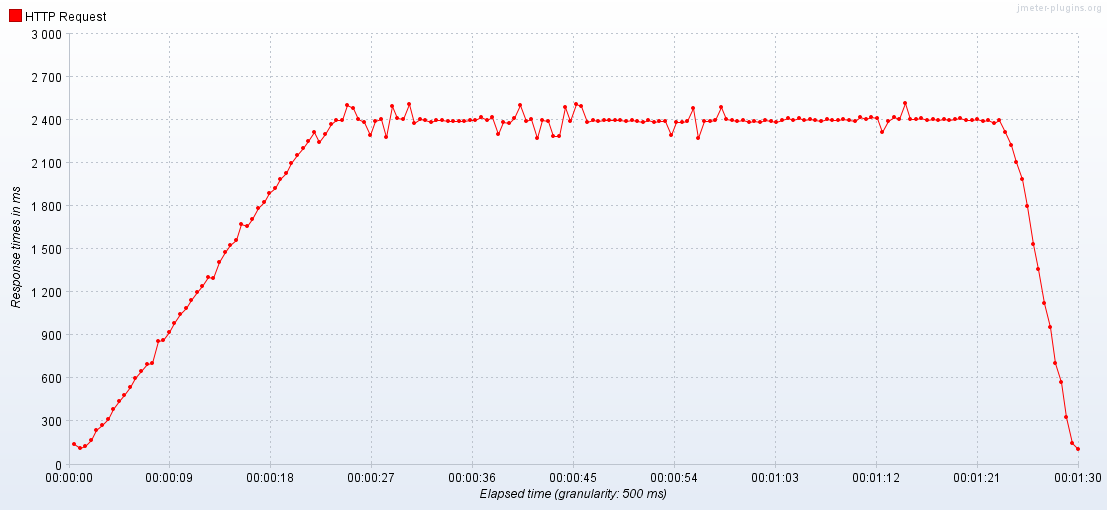 jmeter-plugins.org
HTTP Request
3 000
2 700
2 400
2 100
1 800
1 500
1 200
900
600
300
0
Response times in ms
00:00:00 00:00:09 00:00:18 00:00:27 00:00:36 00:00:45 00:00:54 00:01:03 00:01:12 00:01:21 00:01:30
Elapsed time (granularity: 500 ms)